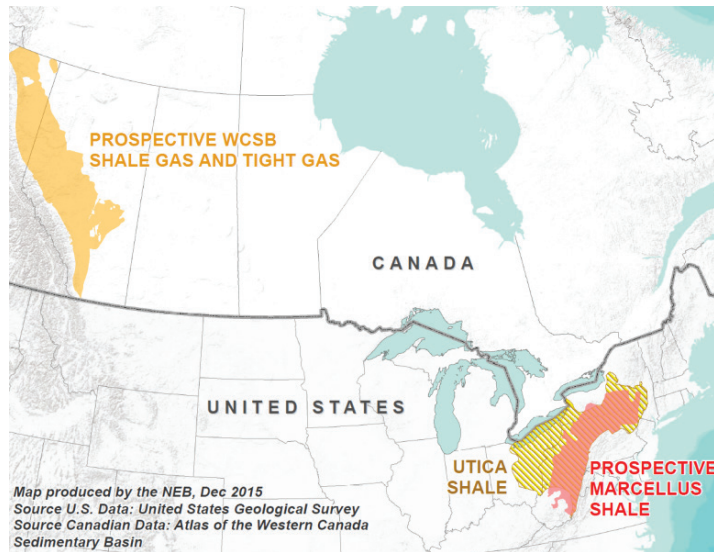 PROSPECTIVE WCSB
SHALE GAS AND TIGHT GAS
CANADA
UNITED STATES
UTICA
SHALE
PROSPECTIVE
MARCELLUS
SHALE
Map produced by the NEB, Dec 2015
Source U.S. Data: United States Geological Survey
Source Canadian Data: Atlas of the Western Canada
Sedimentary Basin